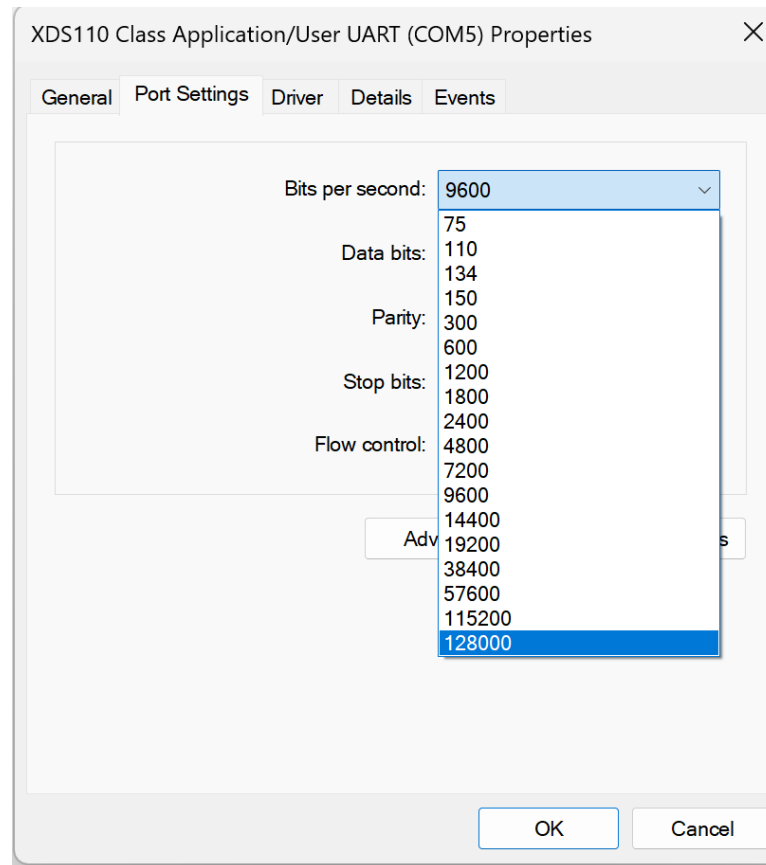 XDS110 Class Application/User UART (COM5) Properties
General Port Settings Driver Details Events
Bits per second: 9600
75
Data bits: 110
134
150
Parity: 300
600
Stop bits: 1200
1800
2400
Flow control: 4800
7200
9600
14400
Adv 19200 s
38400
57600
115200
128000
OK Cancel